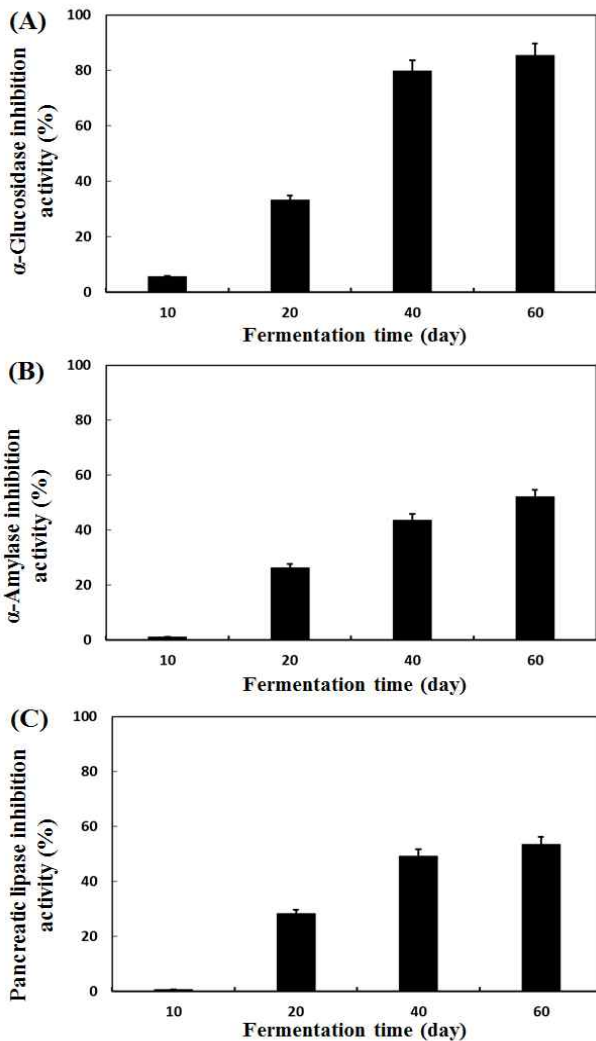 (A)
α-Glucosidase inhibition
activity (%)
100
80
60
40
20
0
10 20 40 60
Fermentation time (day)
(B)
α-Amylase inhibition
activity (%)
100
80
60
40
20
0
10 20 40 60
Fermentation time (day)
(C)
Pancreatic lipase inhibition
activity (%)
100
80
60
40
20
0
10 20 40 60
Fermentation time (day)